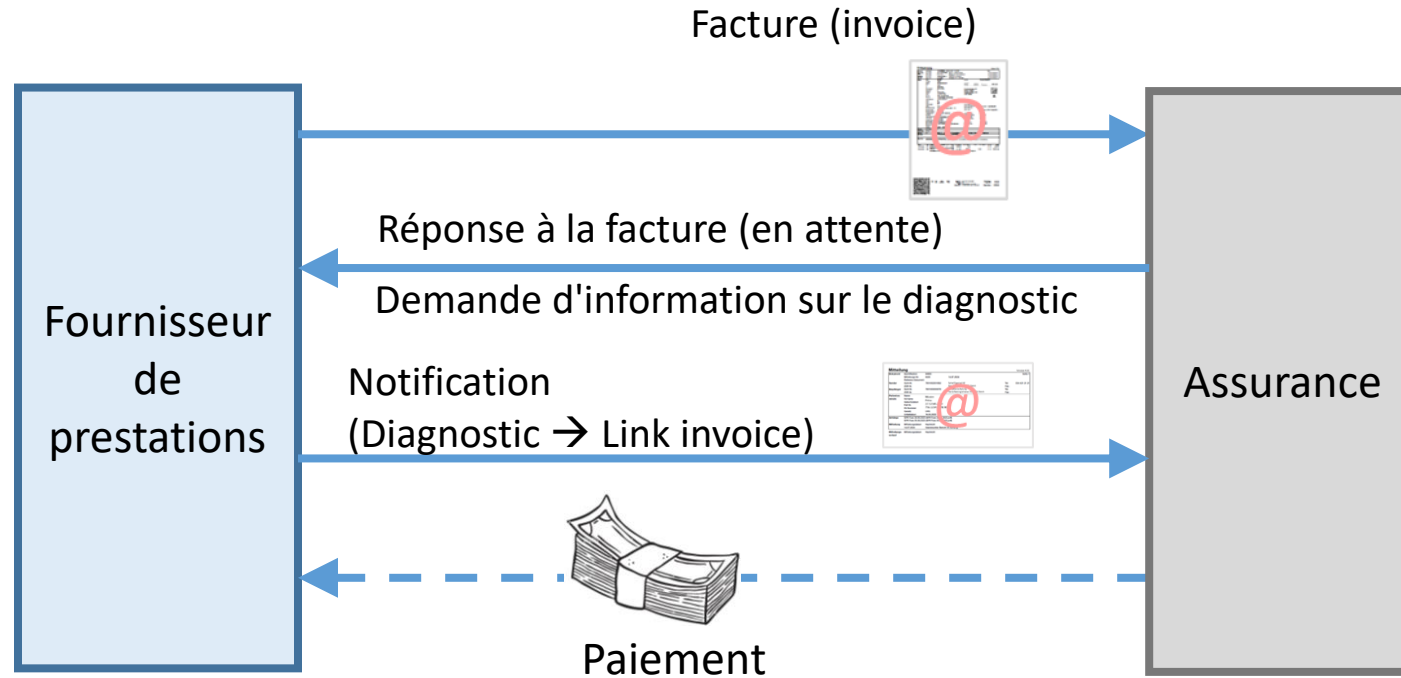 Facture (invoice)
@
Réponse à la facture (en attente)
Demande d'information sur le diagnostic
Fournisseur
de
prestations
Notification
(Diagnostic → Link invoice)
Mitteilung
@
Assurance
Paiement